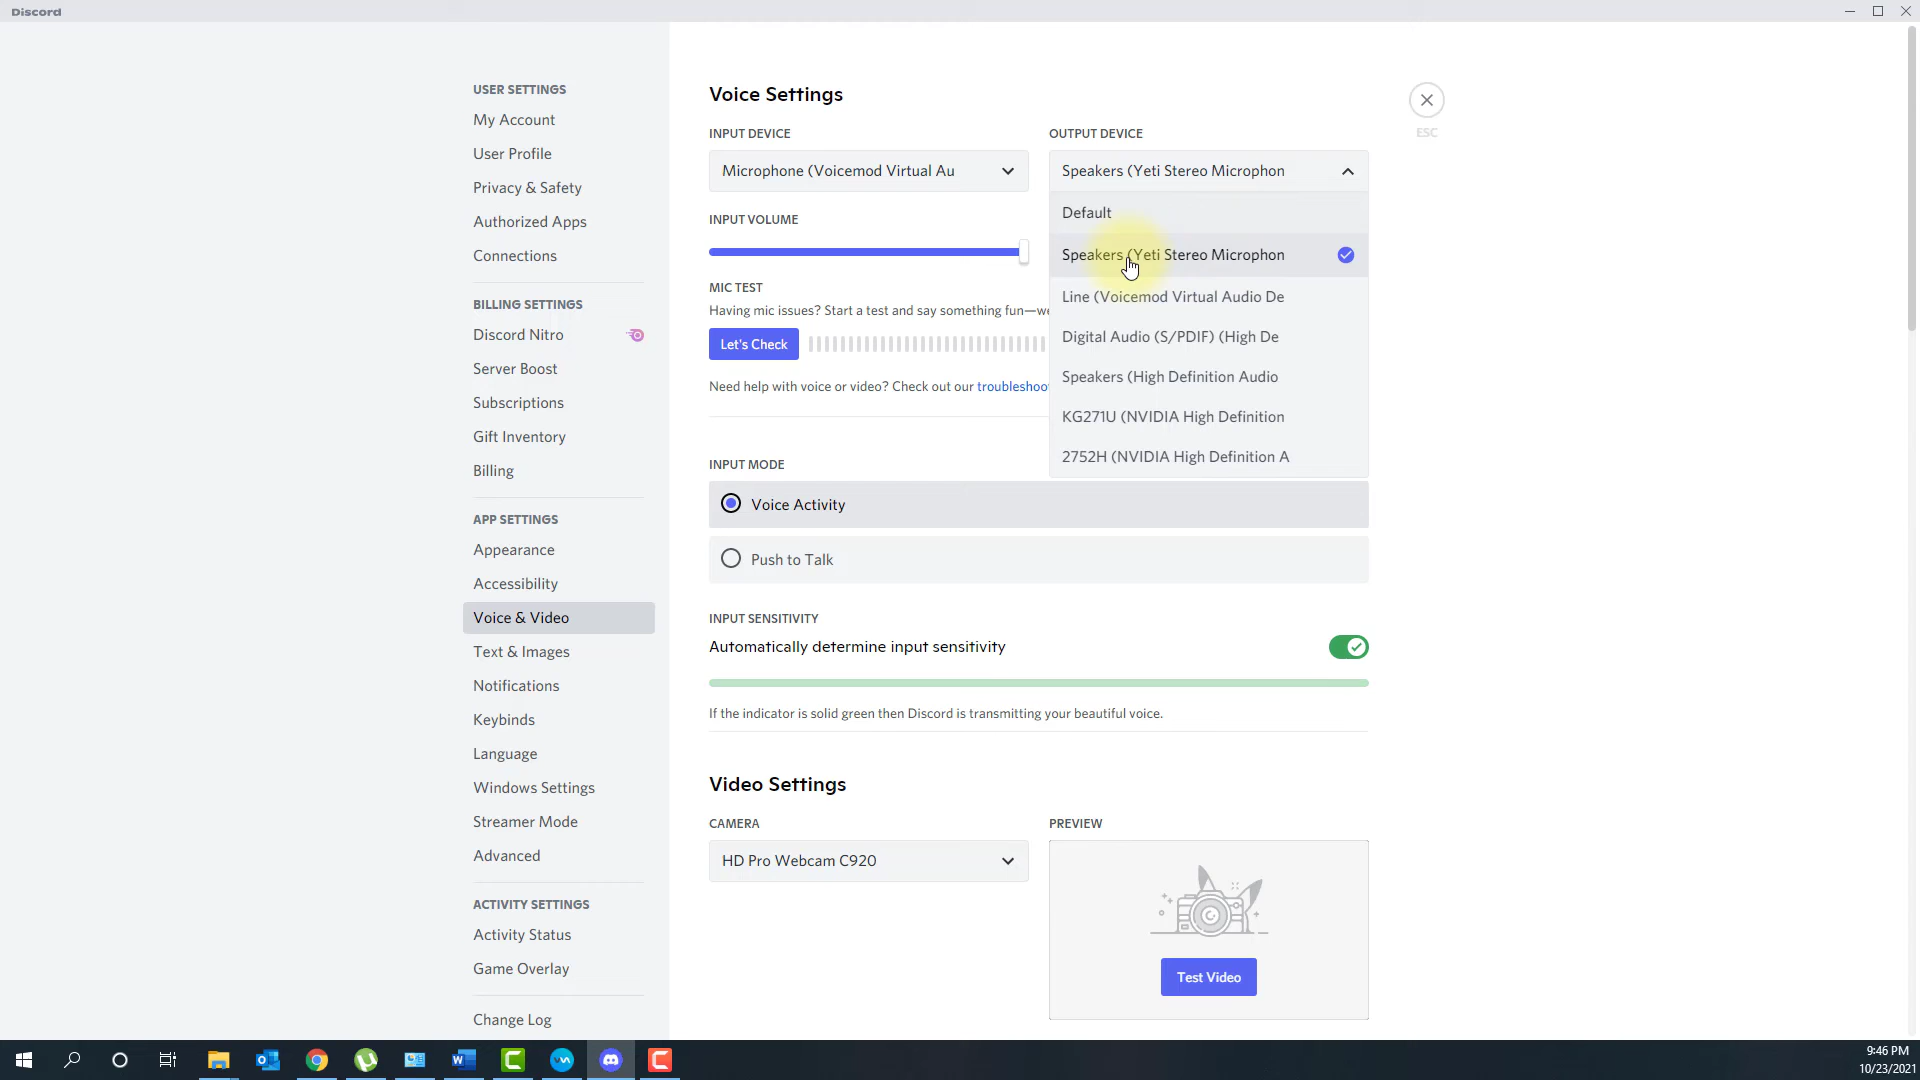 Discord
USER SETTINGS
My Account
User Profile
Privacy & Safety
Authorized Apps
Connections
BILLING SETTINGS
Discord Nitro
Server Boost
Subscriptions
Gift Inventory
Billing
APP SETTINGS
Appearance
Accessibility
Voice & Video
Text & Images
Notifications
Keybinds
Language
Windows Settings
Streamer Mode
Advanced
ACTIVITY SETTINGS
Activity Status
Game Overlay
Change Log
Voice Settings
INPUT DEVICE
Microphone (Voicemod Virtual Au
INPUT VOLUME
MIC TEST
Having mic issues? Start a test and say something fun—we
Let's Check
Need help with voice or video? Check out our troubleshoo
OUTPUT DEVICE
Speakers (Yeti Stereo Microphon
Default
Speakers (Yeti Stereo Microphon
Line (Voicemod Virtual Audio De
Digital Audio (S/PDIF) (High De
Speakers (High Definition Audio
KG271U (NVIDIA High Definition
2752H (NVIDIA High Definition A
ESC
INPUT MODE
Voice Activity
Push to Talk
INPUT SENSITIVITY
Automatically determine input sensitivity
If the indicator is solid green then Discord is transmitting your beautiful voice.
Video Settings
CAMERA
HD Pro Webcam C920
PREVIEW
Test Video
9:46 PM
10/23/2021